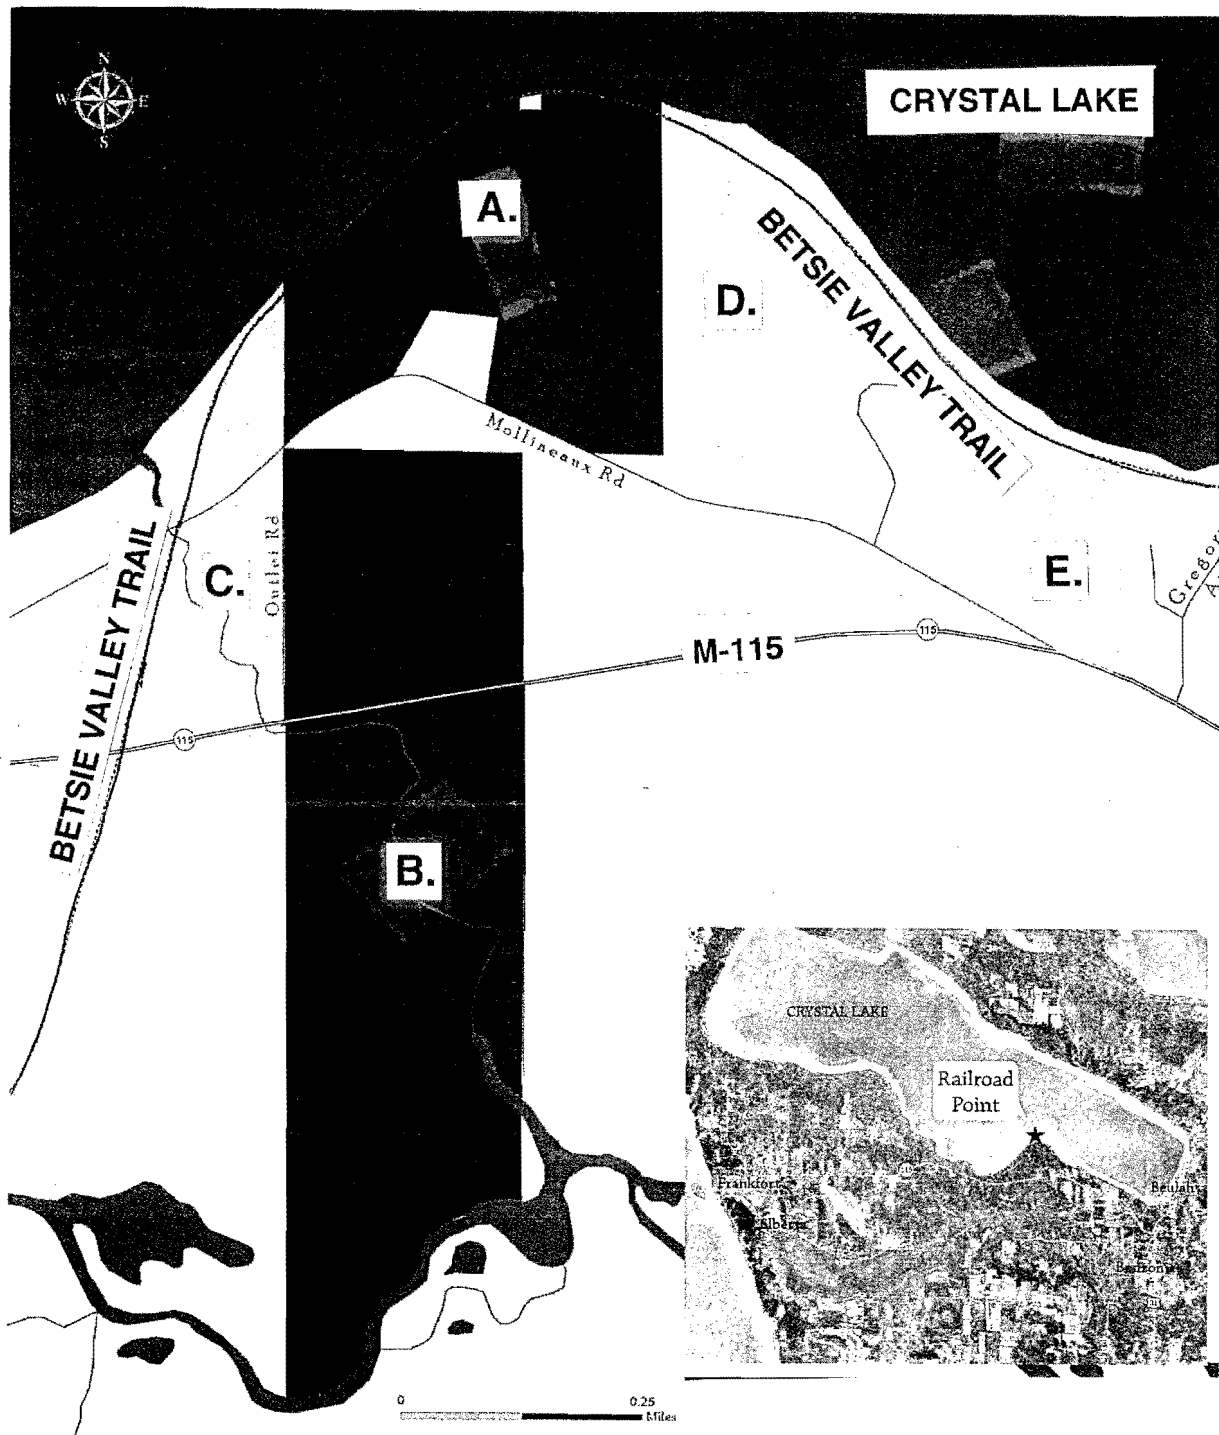 N
W E
S
CRYSTAL LAKE
A.
D.
BETSIE VALLEY TRAIL
Mollineaux Rd
Outlet Rd
C.
E.
BETSIE VALLEY TRAIL
M-115
115
115
B.
CRYSTAL LAKE
Railroad
Point
Frankfort
Elberta
Beulah
0 0.25
Miles